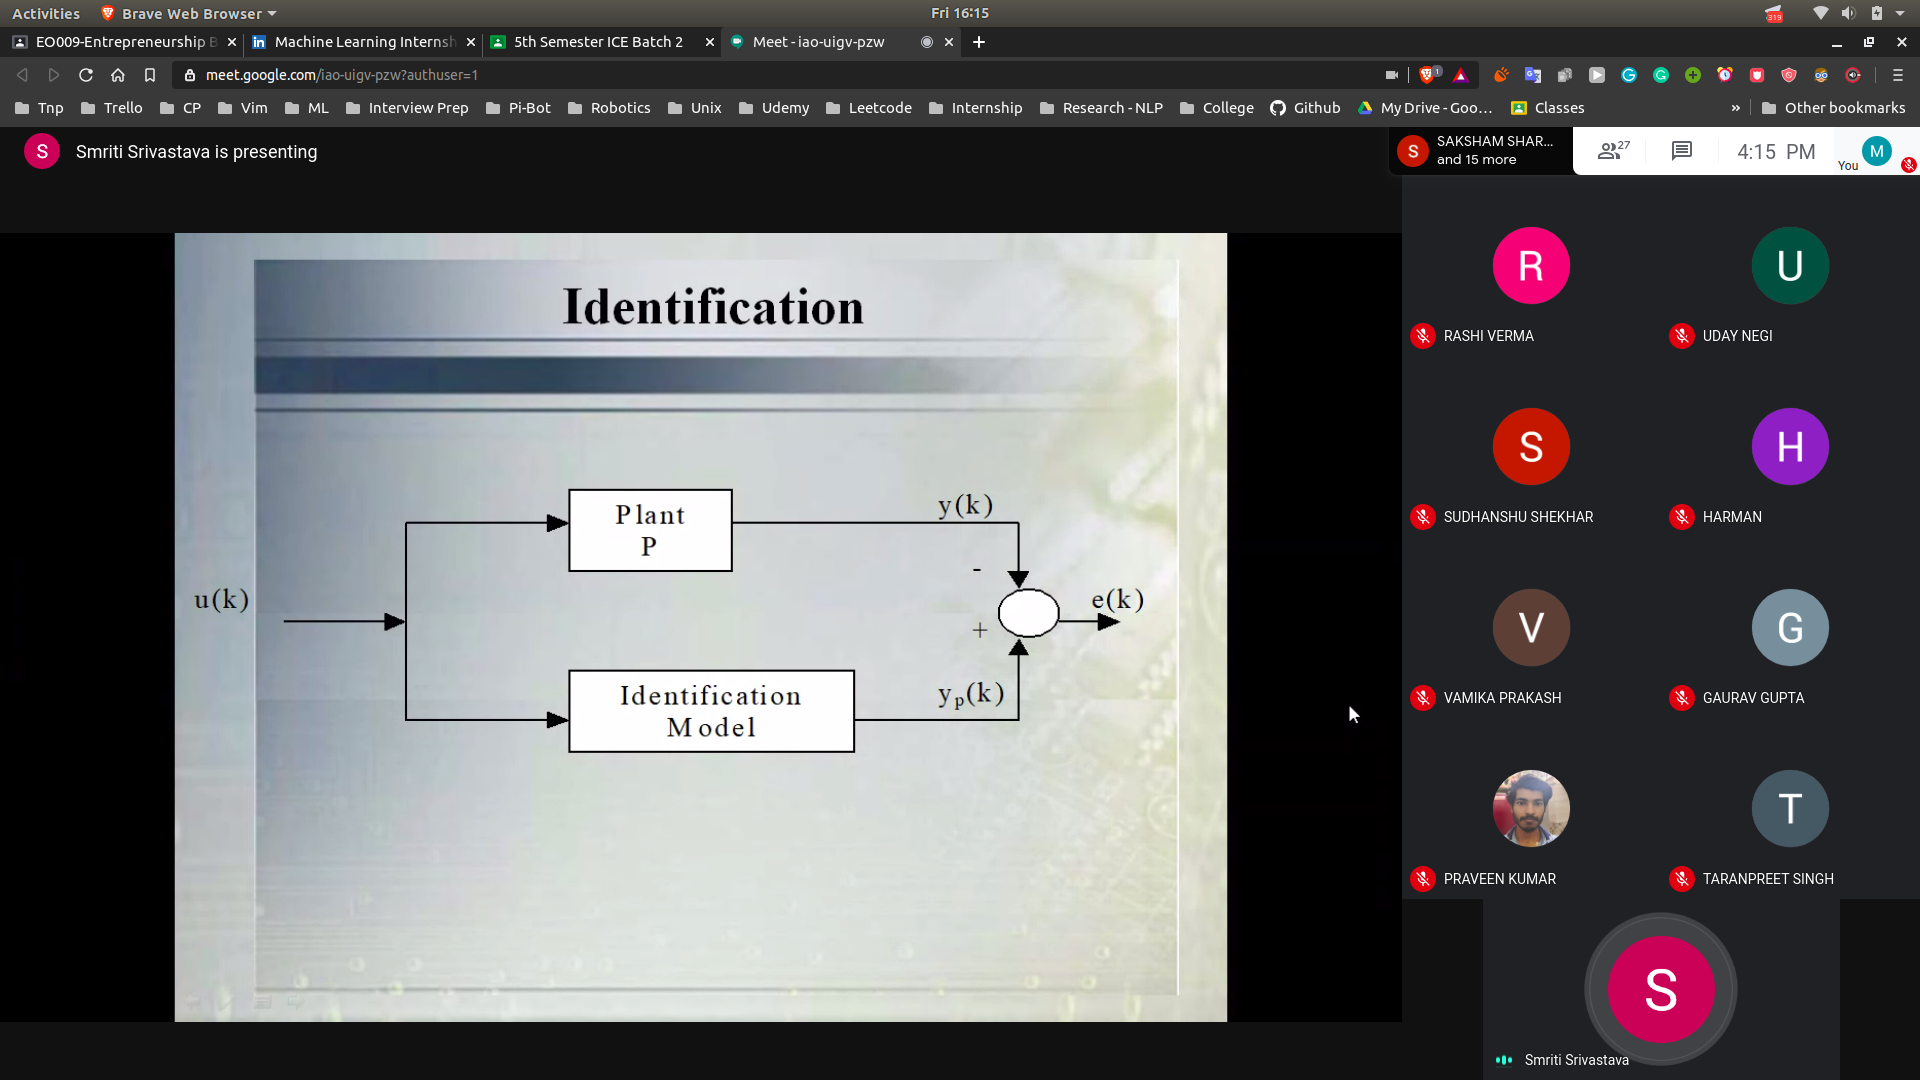 Activities
Brave Web Browser
Fri 16:15
319
EO009-Entrepreneurship B
Machine Learning Internsh
5th Semester ICE Batch 2
Meet - iao-uigv-pzw
meet.google.com/iao-uigv-pzw?authuser=1
1
Tnp
Trello
CP
Vim
ML
Interview Prep
Pi-Bot
Robotics
Unix
Udemy
Leetcode
Internship
Research - NLP
College
Github
My Drive - Goo...
Classes
»
Other bookmarks
S
Smriti Srivastava is presenting
S
SAKSHAM SHAR...
and 15 more
27
4:15 PM
You
M
Identification
Plant
P
y(k)
-
u(k)
e(k)
+
Identification
Model
yp(k)
R
RASHI VERMA
U
UDAY NEGI
S
SUDHANSHU SHEKHAR
H
HARMAN
V
VAMIKA PRAKASH
G
GAURAV GUPTA
PRAVEEN KUMAR
T
TARANPREET SINGH
S
Smriti Srivastava